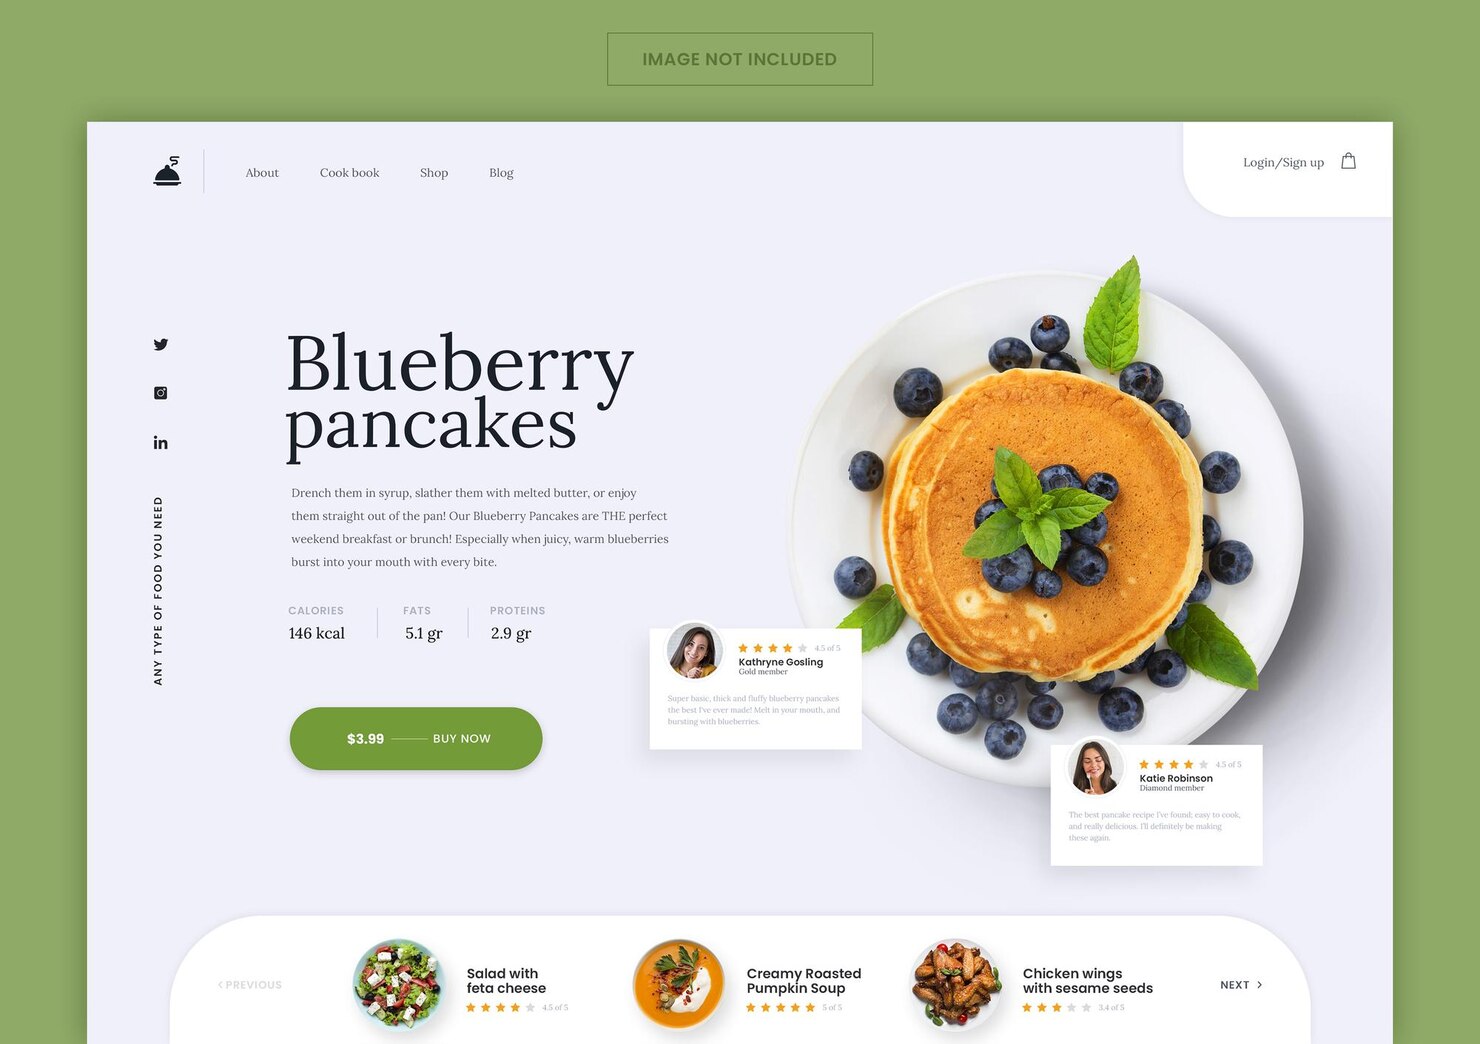 IMAGE NOT INCLUDED
About
Cook book
Shop
Blog
Login/Sign up
Blueberry
pancakes
Drench them in syrup, slather them with melted butter, or enjoy
them straight out of the pan! Our Blueberry Pancakes are THE perfect
weekend breakfast or brunch! Especially when juicy, warm blueberries
burst into your mouth with every bite.
CALORIES
146 kcal
FATS
5.1 gr
PROTEINS
2.9 gr
$3.99
BUY NOW
in
ANY TYPE OF FOOD YOU NEED
4.5 of 5
Kathryne Gosling
Gold member
Super basic, thick and fluffy blueberry pancakes
the best I've ever made! Melt in your mouth, and
bursting with blueberries.
4.5 of 5
Katie Robinson
Diamond member
The best pancake recipe I've found; easy to cook,
and really delicious. I'll definitely be making
these again.
< PREVIOUS
Salad with
feta cheese
4.5 of 5
Creamy Roasted
Pumpkin Soup
5 of 5
Chicken wings
with sesame seeds
3.4 of 5
NEXT >